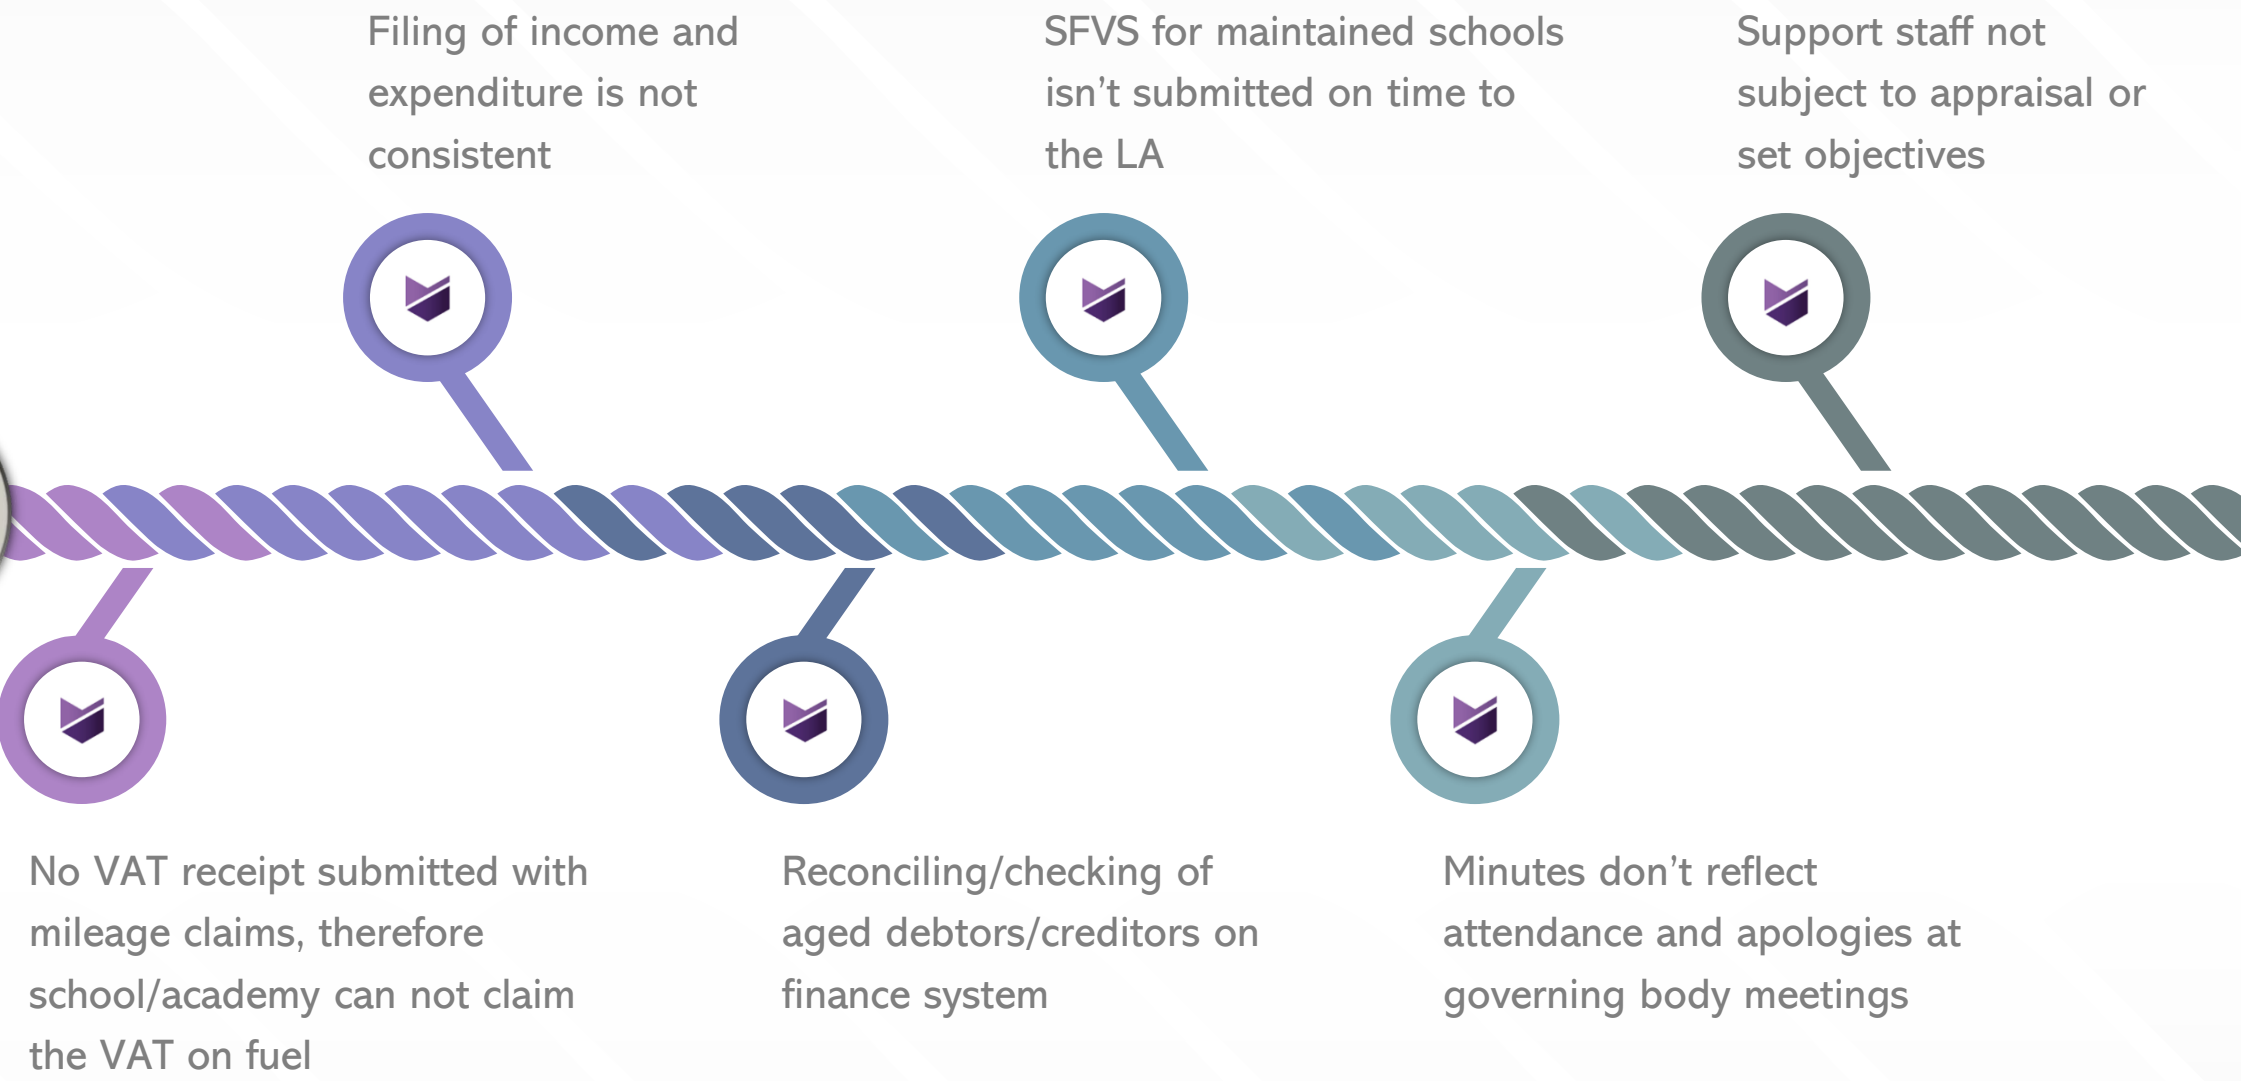 Filing of income and
expenditure is not
consistent
SFVS for maintained schools
isn't submitted on time to
the LA
Support staff not
subject to appraisal or
set objectives
No VAT receipt submitted with
mileage claims, therefore
school/academy can not claim
the VAT on fuel
Reconciling/checking of
aged debtors/creditors on
finance system
Minutes don't reflect
attendance and apologies at
governing body meetings